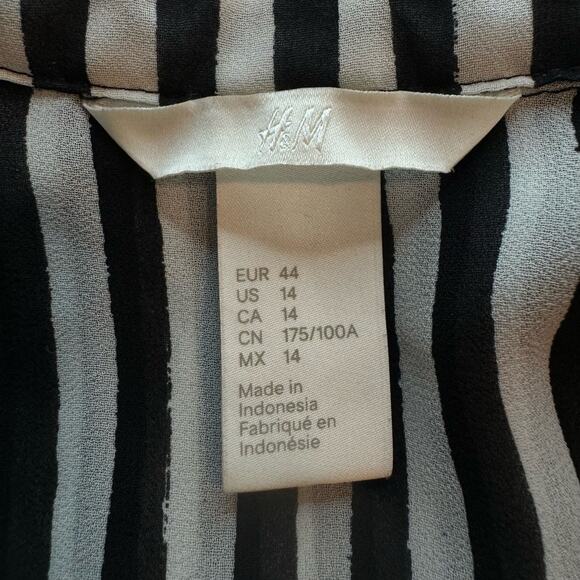 H&M
EUR 44
US 14
CA 14
CN 175/100A
MX 14
Made in
Indonesia
Fabriqué en
Indonésie